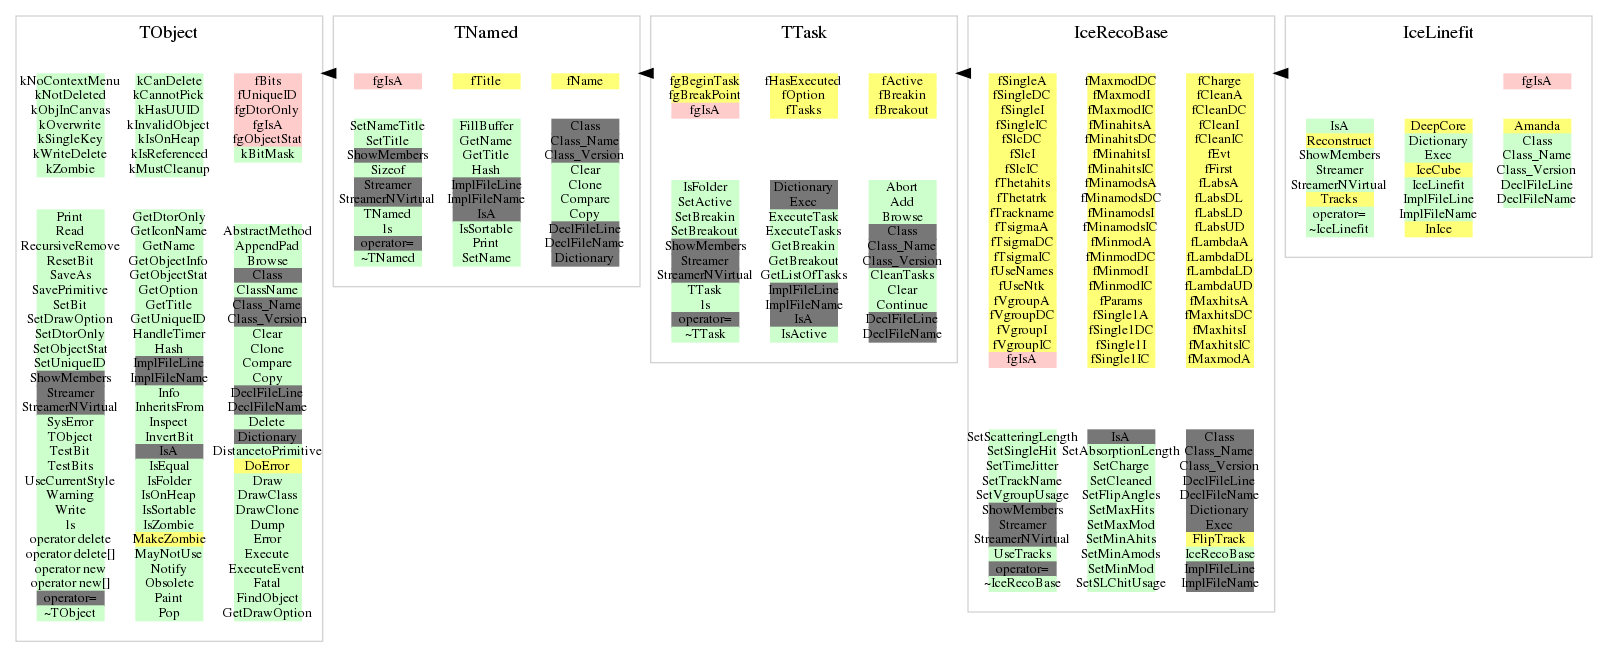 TObject
kNoContextMenu kCanDelete fBits
kNotDeleted kCannotPick fUniqueID
kObjInCanvas kHasUUID fgDtorOnly
kOverwrite kInvalidObject fgIsA
kSingleKey kIsOnHeap fgObjectStat
kWriteDelete kIsReferenced kBitMask
kZombie kMustCleanup
Print GetDtorOnly
Read GetIconName AbstractMethod
RecursiveRemove GetName AppendPad
ResetBit GetObjectInfo Browse
SaveAs GetObjectStat Class
SavePrimitive GetOption ClassName
SetBit GetTitle Class_Name
SetDrawOption GetUniqueID Class_Version
SetDtorOnly HandleTimer Clear
SetObjectStat Hash Clone
SetUniqueID ImplFileLine Compare
ShowMembers ImplFileName Copy
Streamer Info DeclFileLine
StreamerNVirtual InheritsFrom DeclFileName
SysError Inspect Delete
TObject InvertBit Dictionary
TestBit IsA DistancetoPrimitive
TestBits IsEqual DoError
UseCurrentStyle IsFolder Draw
Warning IsOnHeap DrawClass
Write IsSortable DrawClone
ls IsZombie Dump
operator delete MakeZombie Error
operator delete[] MayNotUse Execute
operator new Notify ExecuteEvent
operator new[] Obsolete Fatal
operator= Paint FindObject
~TObject Pop GetDrawOption
TNamed
fgIsA fTitle fName
SetNameTitle FillBuffer Class
SetTitle GetName Class_Name
ShowMembers GetTitle Class_Version
Sizeof Hash Clear
Streamer ImplFileLine Clone
StreamerNVirtual ImplFileName Compare
TNamed IsA Copy
ls IsSortable DeclFileLine
operator= Print DeclFileName
~TNamed SetName Dictionary
TTask
fgBeginTask fHasExecuted fActive
fgBreakPoint fOption fBreakin
fgIsA fTasks fBreakout
IsFolder Dictionary Abort
SetActive Exec Add
SetBreakin ExecuteTask Browse
SetBreakout ExecuteTasks Class
ShowMembers GetBreakin Class_Name
Streamer GetBreakout Class_Version
StreamerNVirtual GetListOfTasks CleanTasks
TTask ImplFileLine Clear
ls ImplFileName Continue
operator= IsA DeclFileLine
~TTask IsActive DeclFileName
IceRecoBase
fSingleA fMaxmodDC fCharge
fSingleDC fMaxmodI fCleanA
fSingleI fMaxmodIC fCleanDC
fSingleIC fMinahitsA fCleanI
fSlcDC fMinahitsDC fCleanIC
fSlcI fMinahitsI fEvt
fSlcIC fMinahitsIC fFirst
fThetahits fMinamodsA fLabsA
fThetatrk fMinamodsDC fLabsDL
fTrackname fMinamodsI fLabsLD
fTsigmaA fMinamodsIC fLabsUD
fTsigmaDC fMinmodA fLambdaA
fTsigmaIC fMinmodDC fLambdaDL
fUseNames fMinmodI fLambdaLD
fUseNtk fMinmodIC fLambdaUD
fVgroupA fParams fMaxhitsA
fVgroupDC fSingle1A fMaxhitsDC
fVgroupI fSingle1DC fMaxhitsI
fVgroupIC fSingle1I fMaxhitsIC
fgIsA fSingle1IC fMaxmodA
SetScatteringLength IsA Class
SetSingleHit SetAbsorptionLength Class_Name
SetTimeJitter SetCharge Class_Version
SetTrackName SetCleaned DeclFileLine
SetVgroupUsage SetFlipAngles DeclFileName
ShowMembers SetMaxHits Dictionary
Streamer SetMaxMod Exec
StreamerNVirtual SetMinAhits FlipTrack
UseTracks SetMinAmods IceRecoBase
operator= SetMinMod ImplFileLine
~IceRecoBase SetSLChitUsage ImplFileName
IceLinefit
fgIsA
IsA DeepCore Amanda
Reconstruct Dictionary Class
ShowMembers Exec Class_Name
Streamer IceCube Class_Version
StreamerNVirtual IceLinefit DeclFileLine
Tracks ImplFileLine DeclFileName
operator= ImplFileName
~IceLinefit InIce